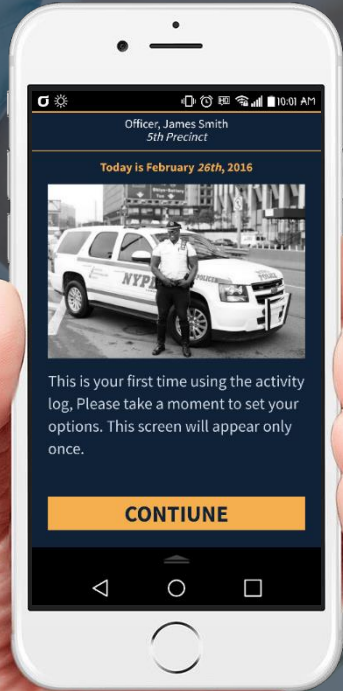 10:01 AM
Officer, James Smith
5th Precinct
Today is February 26th, 2016
NYPD
POLICE
This is your first time using the activity
log, Please take a moment to set your
options. This screen will appear only
once.
CONTIUNE